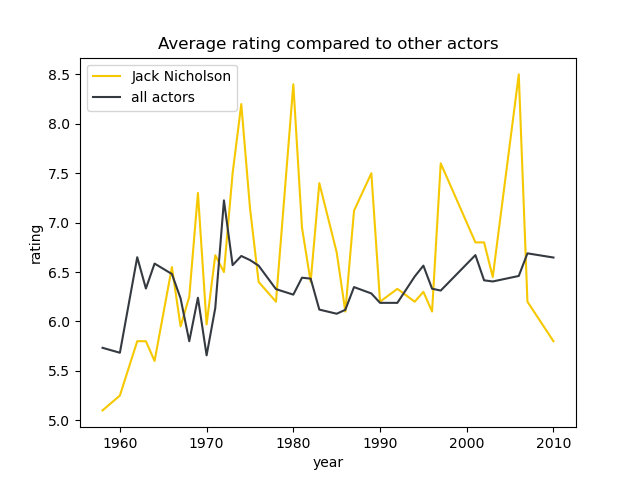 Average rating compared to other actors
Jack Nicholson
all actors
rating
8.5
8.0
7.5
7.0
6.5
6.0
5.5
5.0
1960 1970 1980 1990 2000 2010
year